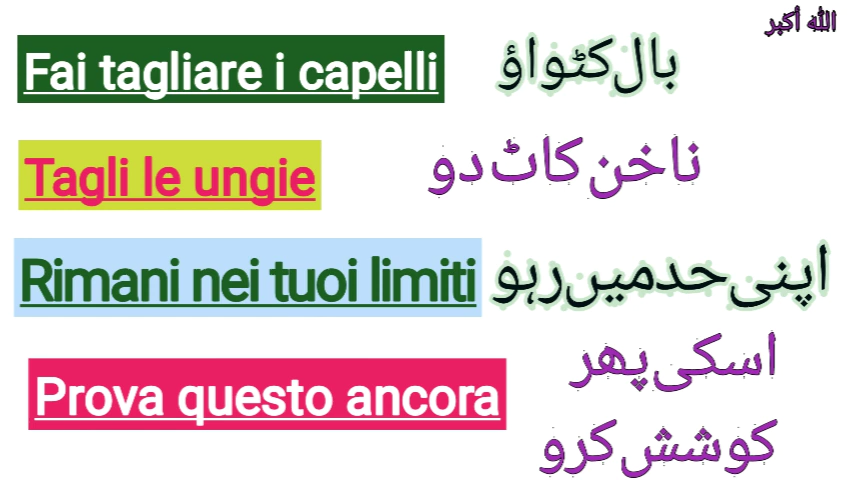 الله أكبر
Fai tagliare i capelli بال کٹواؤ
Tagli le ungie ناخن کاٹ دو
Rimani nei tuoi limiti اپنی حد میں رہو
Prova questo ancora اسکی پھر
کوشش کرو